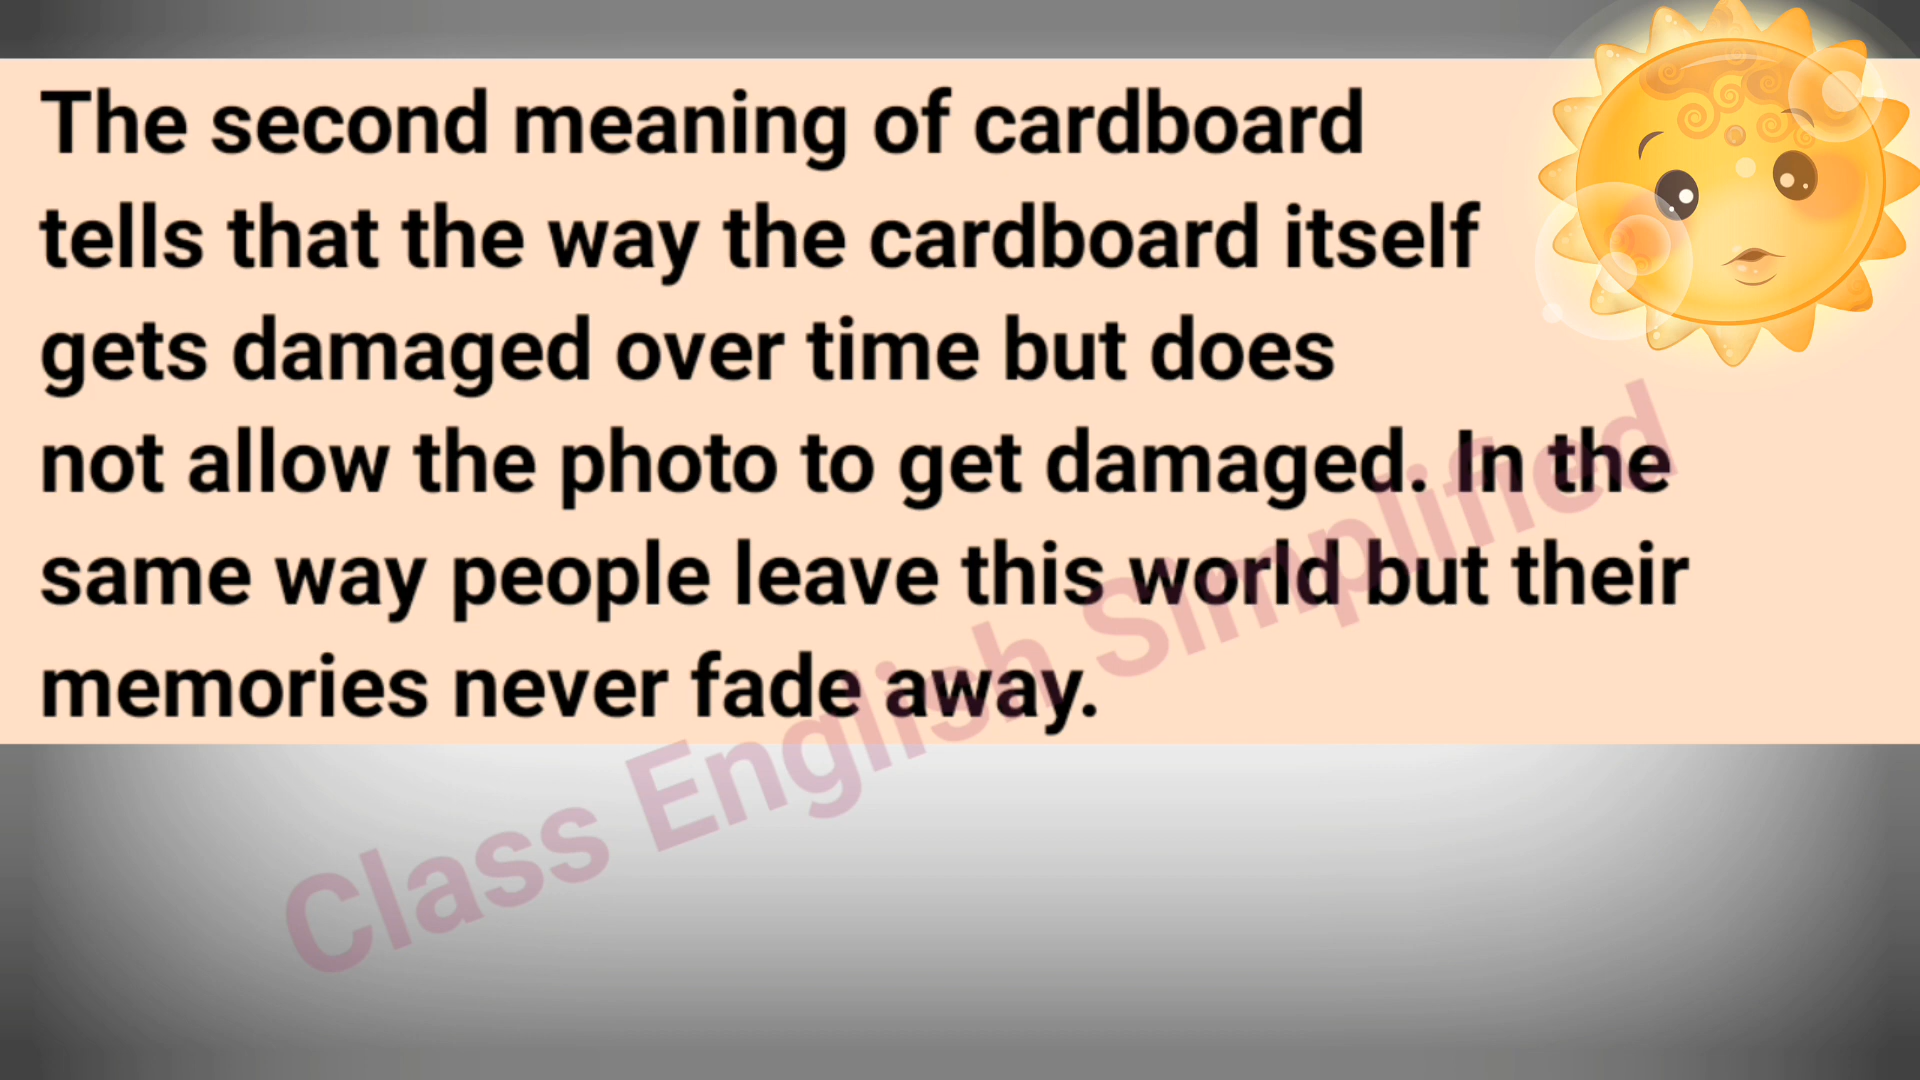 The second meaning of cardboard
tells that the way the cardboard itself
gets damaged over time but does
not allow the photo to get damaged. In the
same way people leave this world but their
memories never fade away.
Class English Simplified